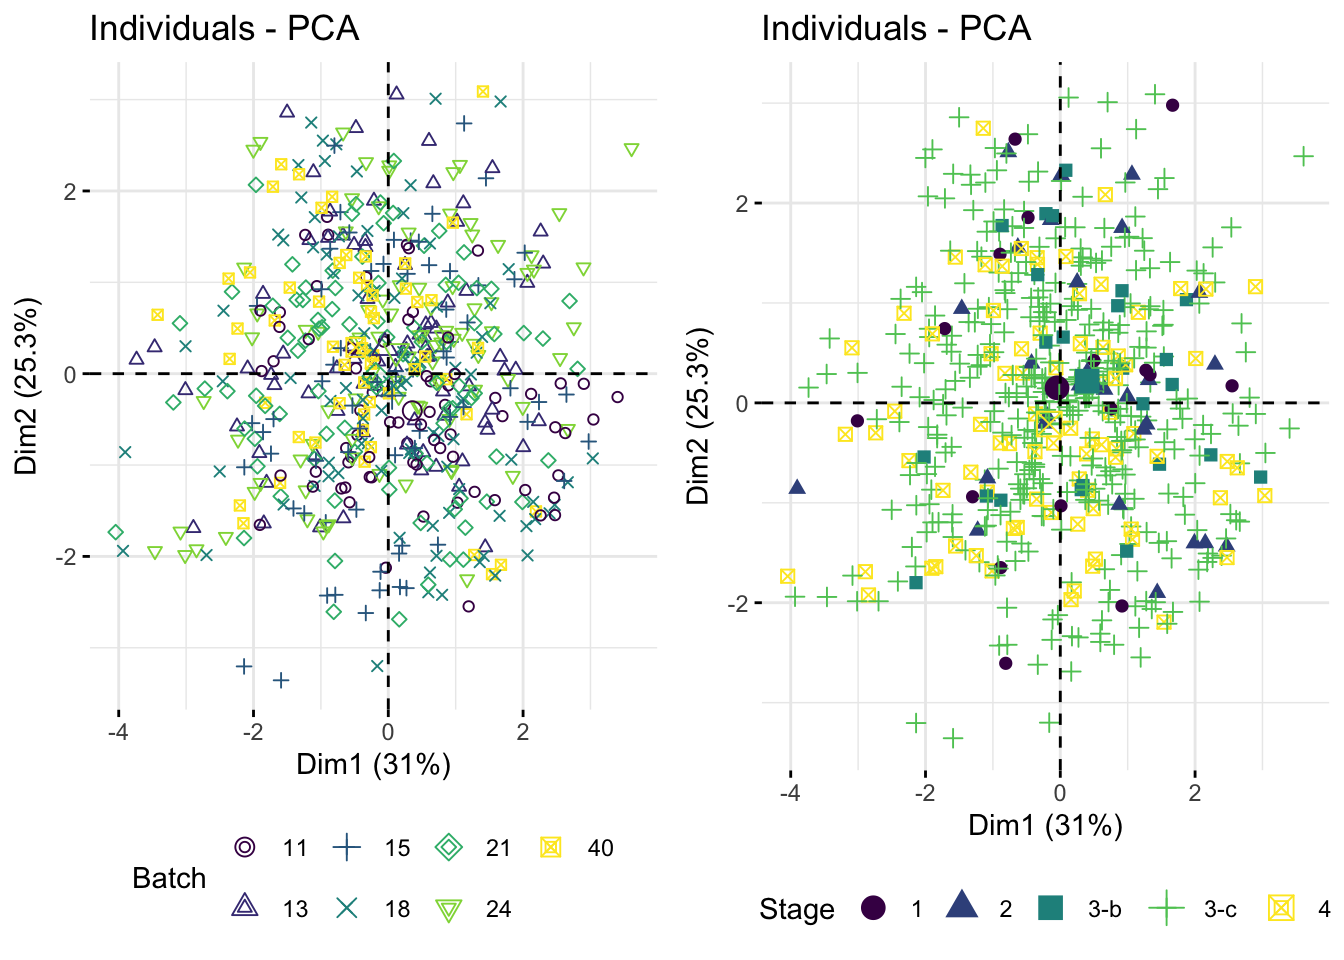 Individuals - PCA
2
0
-2
Dim2 (25.3%)
-4 -2 0 2
Dim1 (31%)
Batch
11 15 21 40
13 18 24
Individuals - PCA
2
0
-2
Dim2 (25.3%)
-4 -2 0 2
Dim1 (31%)
Stage 1 2 3-b 3-c 4